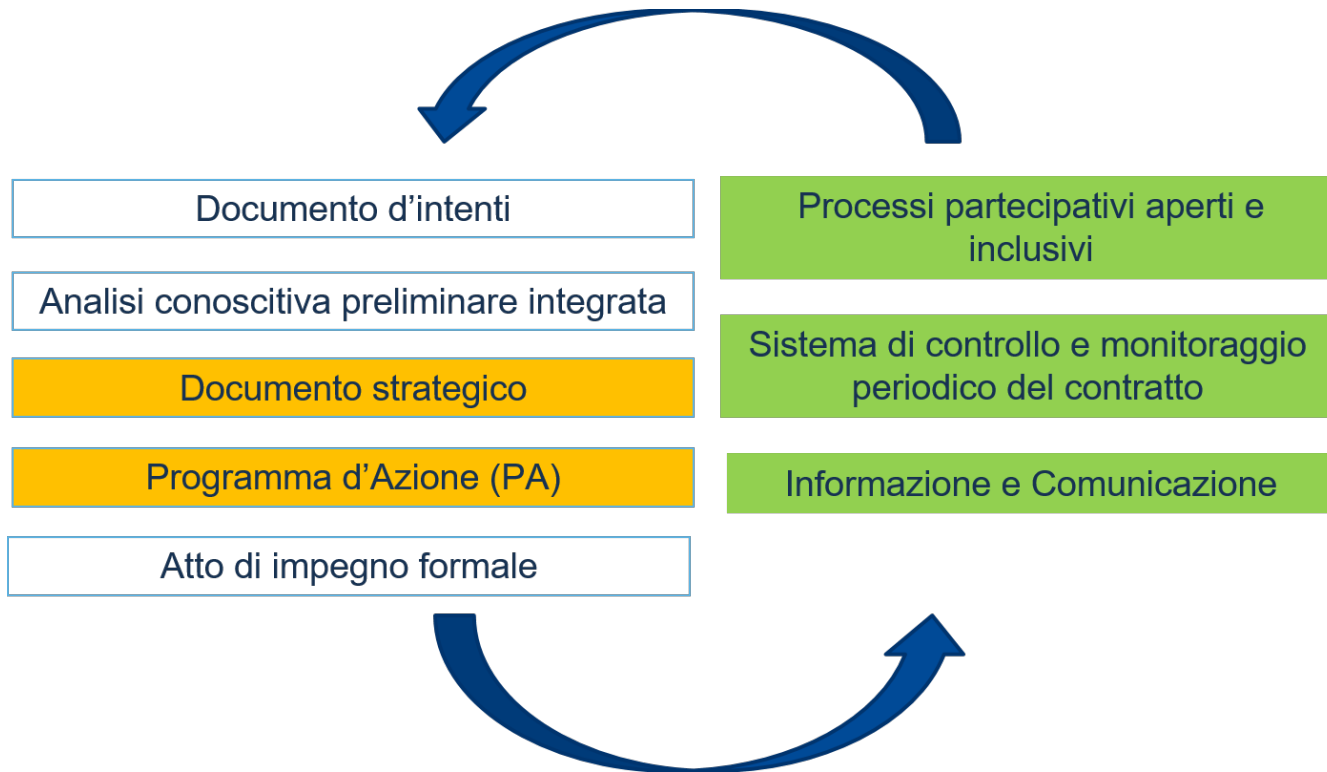 Documento d’intenti
Analisi conoscitiva preliminare integrata
Documento strategico
Programma d’Azione (PA)
Atto di impegno formale
Processi partecipativi aperti e
inclusivi
Sistema di controllo e monitoraggio
periodico del contratto
Informazione e Comunicazione